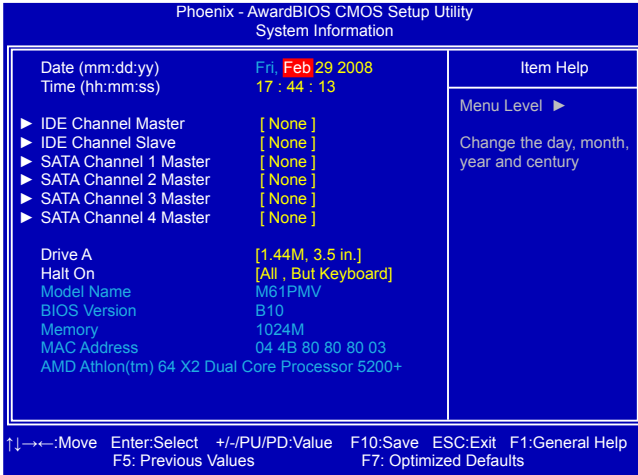 Phoenix - AwardBIOS CMOS Setup Utility
System Information
Date (mm:dd:yy) Fri, Feb 29 2008
Time (hh:mm:ss) 17 : 44 : 13
► IDE Channel Master [ None ]
► IDE Channel Slave [ None ]
► SATA Channel 1 Master [ None ]
► SATA Channel 2 Master [ None ]
► SATA Channel 3 Master [ None ]
► SATA Channel 4 Master [ None ]
Drive A [1.44M, 3.5 in.]
Halt On [All , But Keyboard]
Model Name M61PMV
BIOS Version B10
Memory 1024M
MAC Address 04 4B 80 80 80 03
AMD Athlon(tm) 64 X2 Dual Core Processor 5200+
Item Help
Menu Level ►
Change the day, month,
year and century
↑↓→←:Move Enter:Select +/-/PU/PD:Value F10:Save ESC:Exit F1:General Help
F5: Previous Values F7: Optimized Defaults